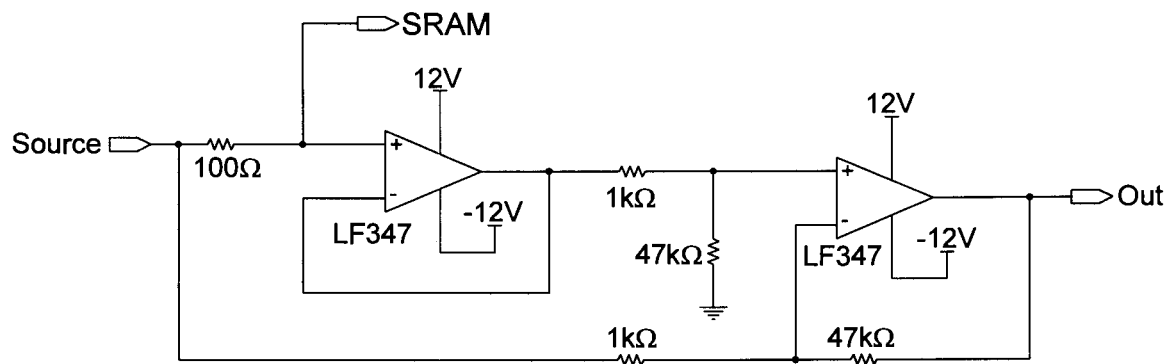 SRAM
12V
12V
Source
+
+
100Ω
1kΩ
Out
-
-12V
-
-12V
LF347
47kΩ
LF347
1kΩ
47kΩ